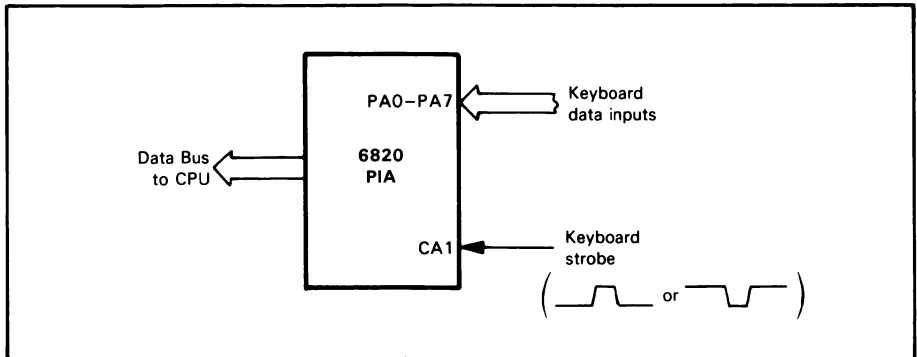 PA0–PA7
Keyboard
data inputs
Data Bus
to CPU
6820
PIA
CA1
Keyboard
strobe
( or )